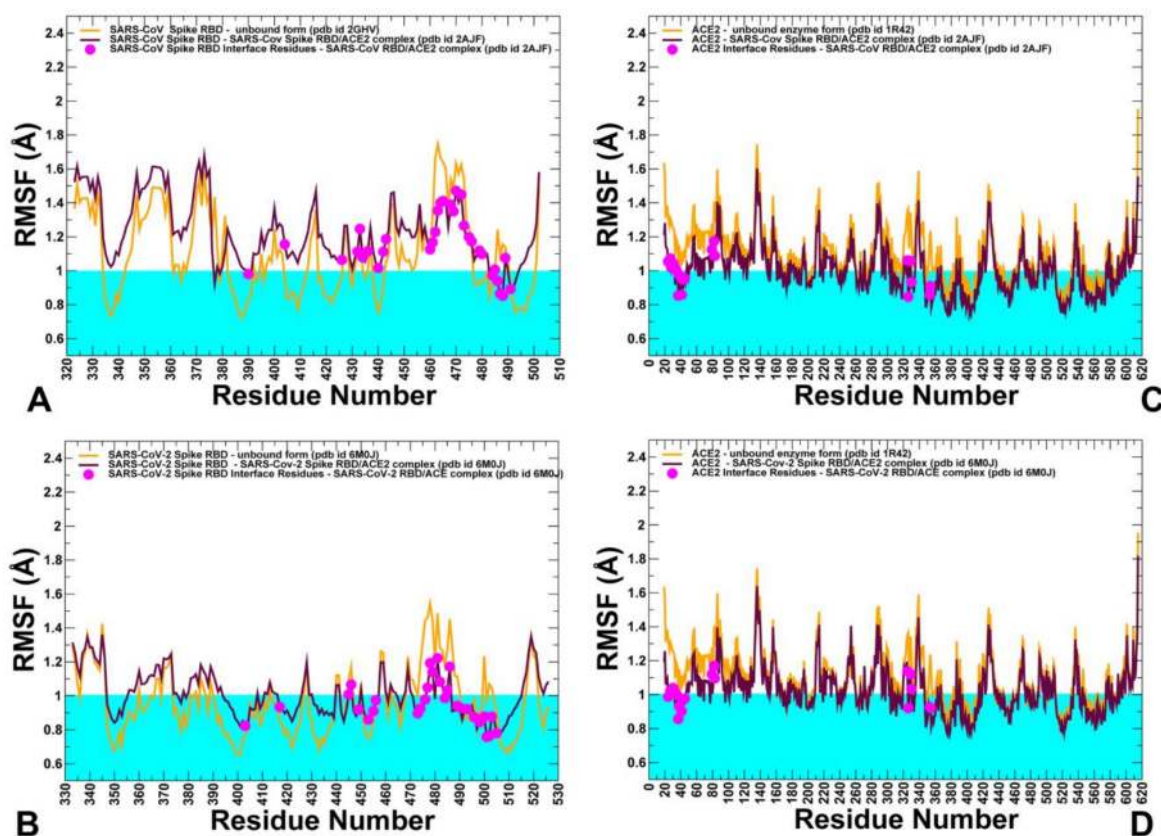 SARS-CoV Spike RBD - unbound form (pdb id 2GHV)
SARS-CoV Spike RBD - SARS-Cov Spike RBD/ACE2 complex (pdb id 2AJF)
SARS-CoV Spike RBD Interface Residues - SARS-CoV RBD/ACE2 complex (pdb id 2AJF)
2.4
2.2
2
1.8
1.6
1.4
1.2
1
0.8
0.6
RMSF (Å)
320 330 340 350 360 370 380 390 400 410 420 430 440 450 460 470 480 490 500 510
Residue Number
A
ACE2 - unbound enzyme form (pdb id 1R42)
ACE2 - SARS-Cov Spike RBD/ACE2 complex (pdb id 2AJF)
ACE2 Interface Residues - SARS-CoV RBD/ACE2 complex (pdb id 2AJF)
2.4
2.2
2
1.8
1.6
1.4
1.2
1
0.8
0.6
RMSF (Å)
0 20 40 60 80 100 120 140 160 180 200 220 240 260 280 300 320 340 360 380 400 420 440 460 480 500 520 540 560 580 600 620
Residue Number
C
SARS-CoV-2 Spike RBD - unbound form (pdb id 6M0J)
SARS-CoV-2 Spike RBD - SARS-Cov-2 Spike RBD/ACE2 complex (pdb id 6M0J)
SARS-CoV-2 Spike RBD Interface Residues - SARS-CoV-2 RBD/ACE complex (pdb id 6M0J)
2.4
2.2
2
1.8
1.6
1.4
1.2
1
0.8
0.6
RMSF (Å)
330 340 350 360 370 380 390 400 410 420 430 440 450 460 470 480 490 500 510 520 530
Residue Number
B
ACE2 - unbound enzyme form (pdb id 1R42)
ACE2 - SARS-Cov-2 Spike RBD/ACE2 complex (pdb id 6M0J)
ACE2 Interface Residues - SARS-CoV-2 RBD/ACE complex (pdb id 6M0J)
2.4
2.2
2
1.8
1.6
1.4
1.2
1
0.8
0.6
RMSF (Å)
0 20 40 60 80 100 120 140 160 180 200 220 240 260 280 300 320 340 360 380 400 420 440 460 480 500 520 540 560 580 600 620
Residue Number
D